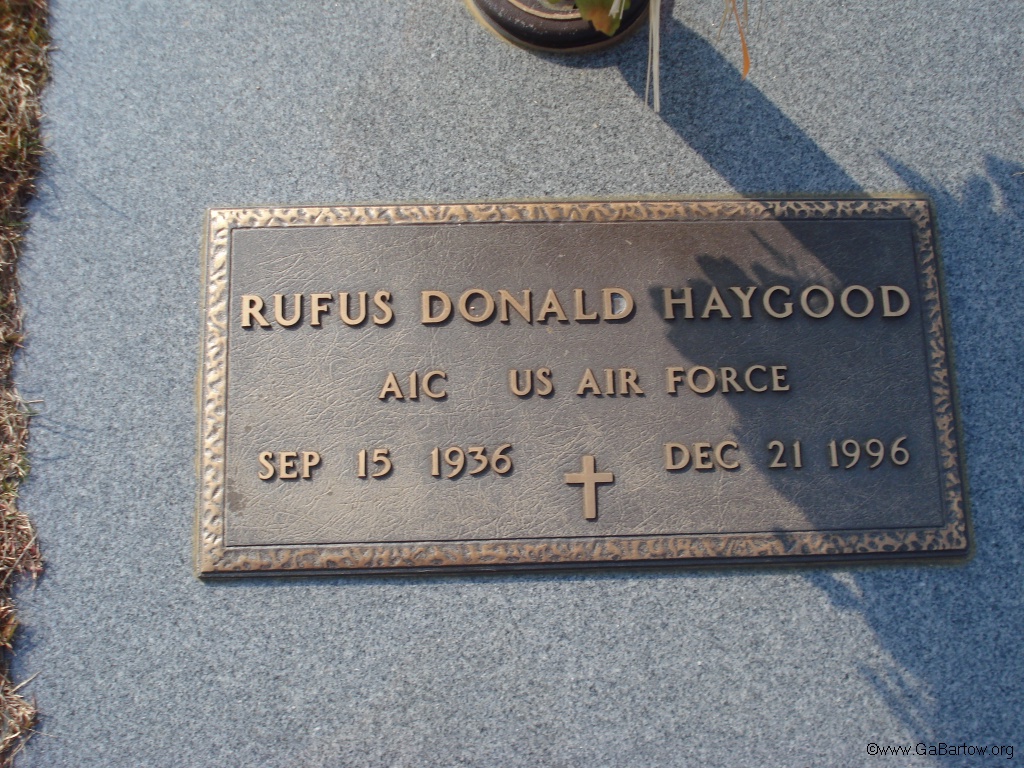 RUFUS DONALD HAYGOOD
A1C US AIR FORCE
SEP 15 1936 DEC 21 1996
©www.GaBartow.org